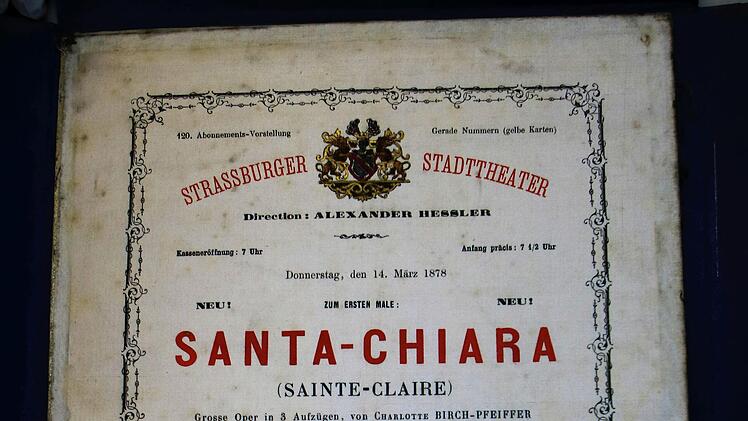 120. Abonnements-Vorstellung Gerade Nummern (gelbe Karten)
STRASSBURGER STADTTHEATER
Direction: ALEXANDER HESSLER
Kasseneröffnung: 7 Uhr Anfang präcis: 7 1/2 Uhr
Donnerstag, den 14. März 1878
NEU! ZUM ERSTEN MALE: NEU!
SANTA-CHIARA
(SAINTE-CLAIRE)
Grosse Oper in 3 Aufzügen, von CHARLOTTE BIRCH-PFEIFFER